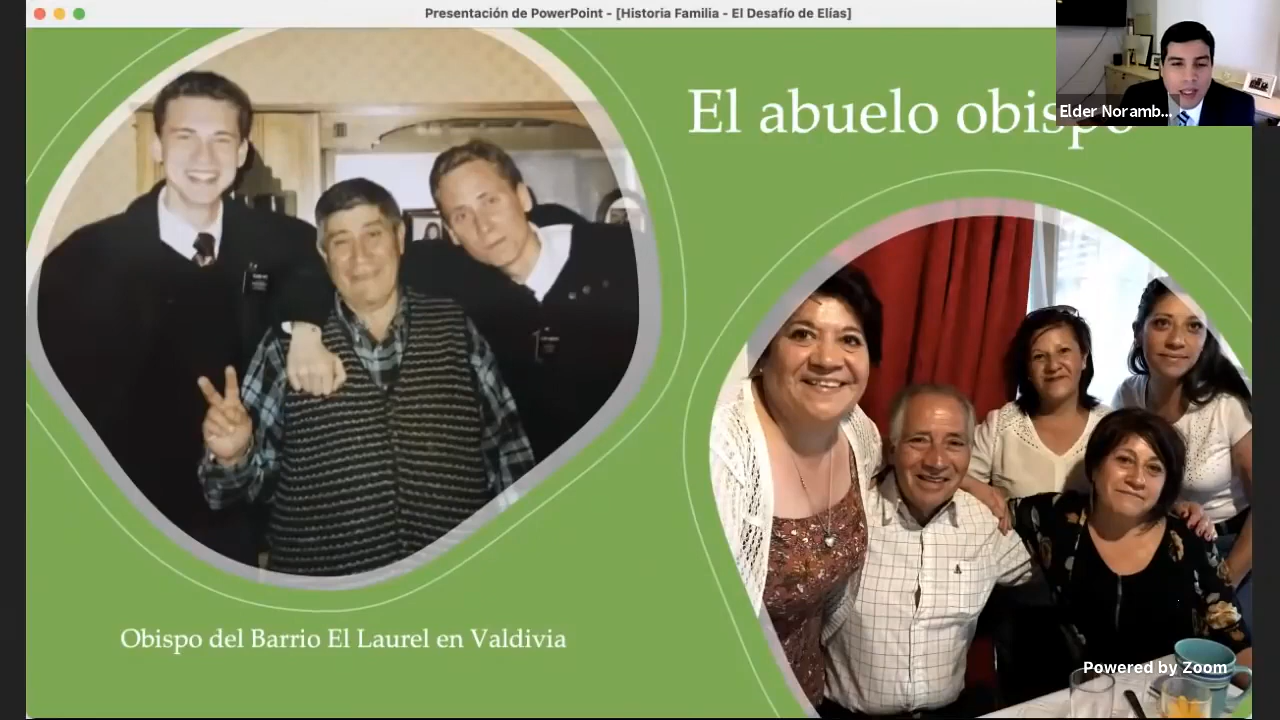 Presentación de PowerPoint - [Historia Familia - El Desafío de Elías]
El abuelo obispo
Elder Noramb...
Obispo del Barrio El Laurel en Valdivia
Powered by Zoom